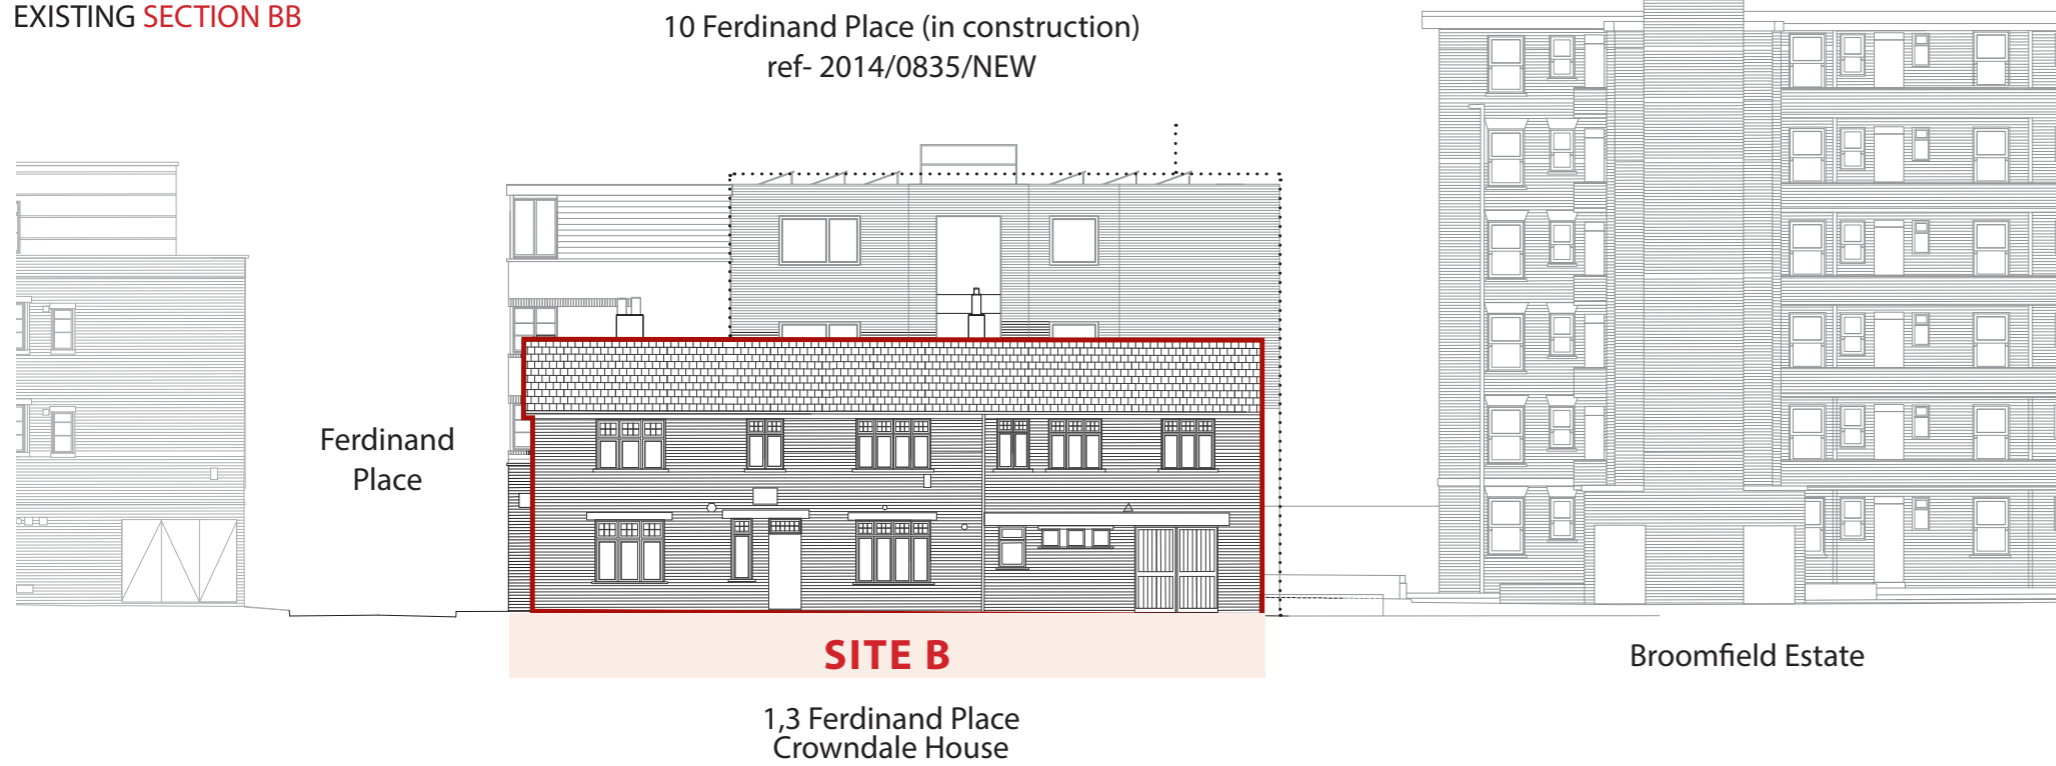 EXISTING SECTION BB
10 Ferdinand Place (in construction)
ref- 2014/0835/NEW
Ferdinand
Place
SITE B
Broomfield Estate
1,3 Ferdinand Place
Crowndale House